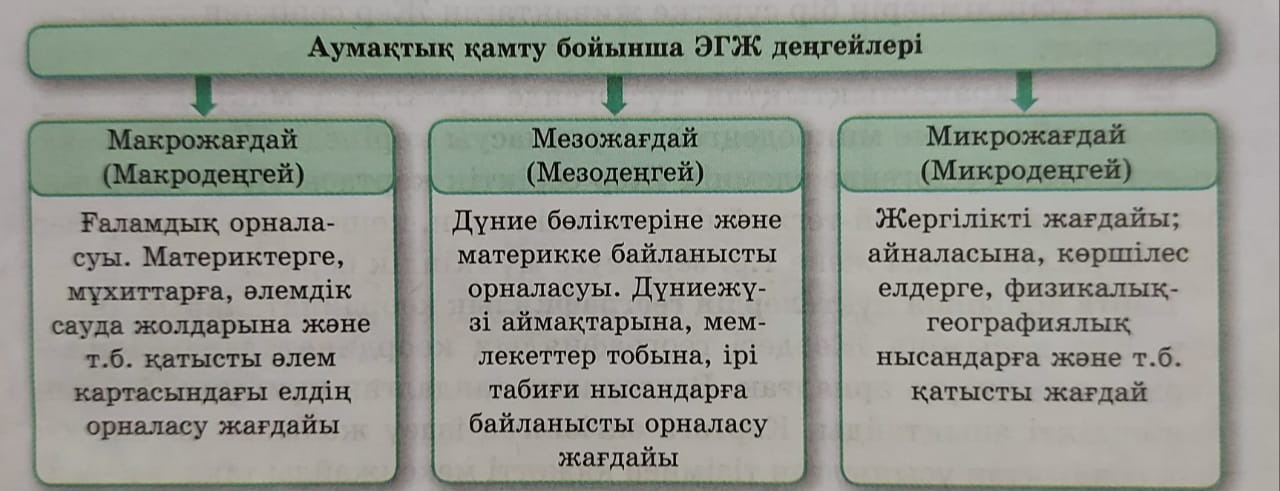 Аумақтық қамту бойынша ЭГЖ деңгейлері
Макрожағдай
(Макродеңгей)
Ғаламдық орнала-
суы. Материктерге,
мұхиттарға, әлемдік
сауда жолдарына және
т.б. қатысты әлем
картасындағы елдің
орналасу жағдайы
Мезожағдай
(Мезодеңгей)
Дүние бөліктеріне және
материкке байланысты
орналасуы. Дүниежү-
зі аймақтарына, мем-
лекеттер тобына, ірі
табиғи нысандарға
байланысты орналасу
жағдайы
Микрожағдай
(Микродеңгей)
Жергілікті жағдайы;
айналасына, көршілес
елдерге, физикалық-
географиялық
нысандарға және т.б.
қатысты жағдай